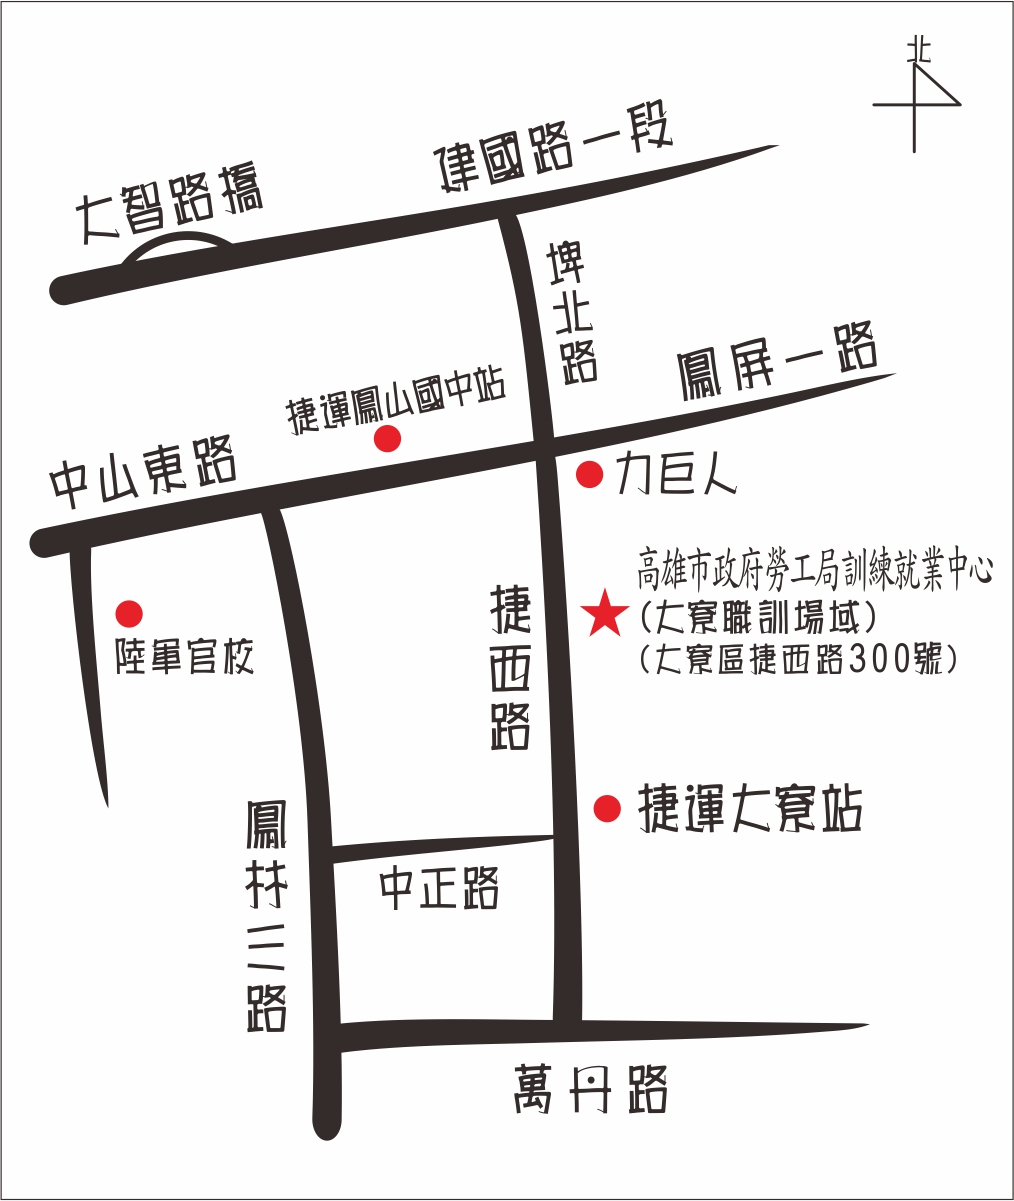 北
建國路一段
大智路橋
埤北路
鳳屏一路
捷運鳳山國中站
中山東路
力巨人
高雄市政府勞工局訓練就業中心
(大寮職訓場域)
(大寮區捷西路300號)
陸軍官校
捷西路
捷運大寮站
鳳林三路
中正路
萬丹路